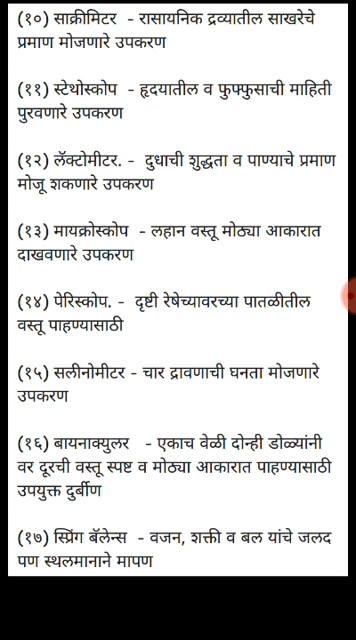 (१०) साक्रीमिटर - रासायनिक द्रव्यातील साखरेचे
प्रमाण मोजणारे उपकरण
(११) स्टेथोस्कोप - हृदयातील व फुफ्फुसाची माहिती
पुरवणारे उपकरण
(१२) लॅक्टोमीटर. - दुधाची शुद्धता व पाण्याचे प्रमाण
मोजू शकणारे उपकरण
(१३) मायक्रोस्कोप - लहान वस्तू मोठ्या आकारात
दाखवणारे उपकरण
(१४) पेरिस्कोप. - दृष्टी रेषेच्यावरच्या पातळीतील
वस्तू पाहण्यासाठी
(१५) सलीनोमीटर - चार द्रावणाची घनता मोजणारे
उपकरण
(१६) बायनाक्युलर - एकाच वेळी दोन्ही डोळ्यांनी
वर दूरची वस्तू स्पष्ट व मोठ्या आकारात पाहण्यासाठी
उपयुक्त दुर्बीण
(१७) स्प्रिंग बॅलेन्स - वजन, शक्ती व बल यांचे जलद
पण स्थलमानाने मापण